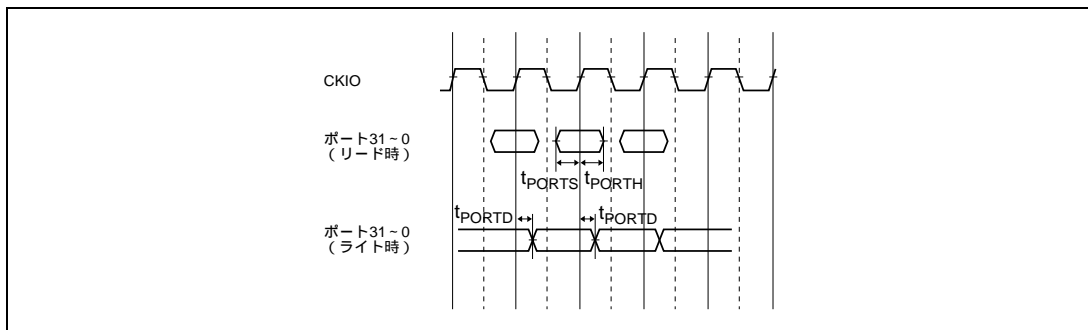 CKIO
ポート31~0
(リード時)
tPORTS tPORTH
tPORTD tPORTD
ポート31~0
(ライト時)